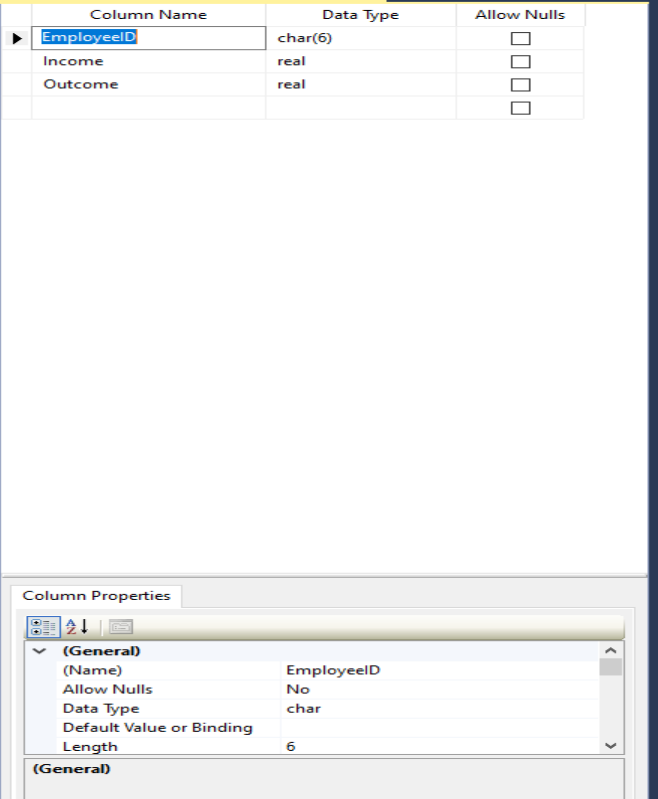 Column Name Data Type Allow Nulls
EmployeeID char(6)
Income real
Outcome real
Column Properties
(General)
(Name) EmployeeID
Allow Nulls No
Data Type char
Default Value or Binding
Length 6
(General)